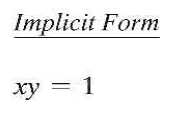 Implicit Form
xy = 1